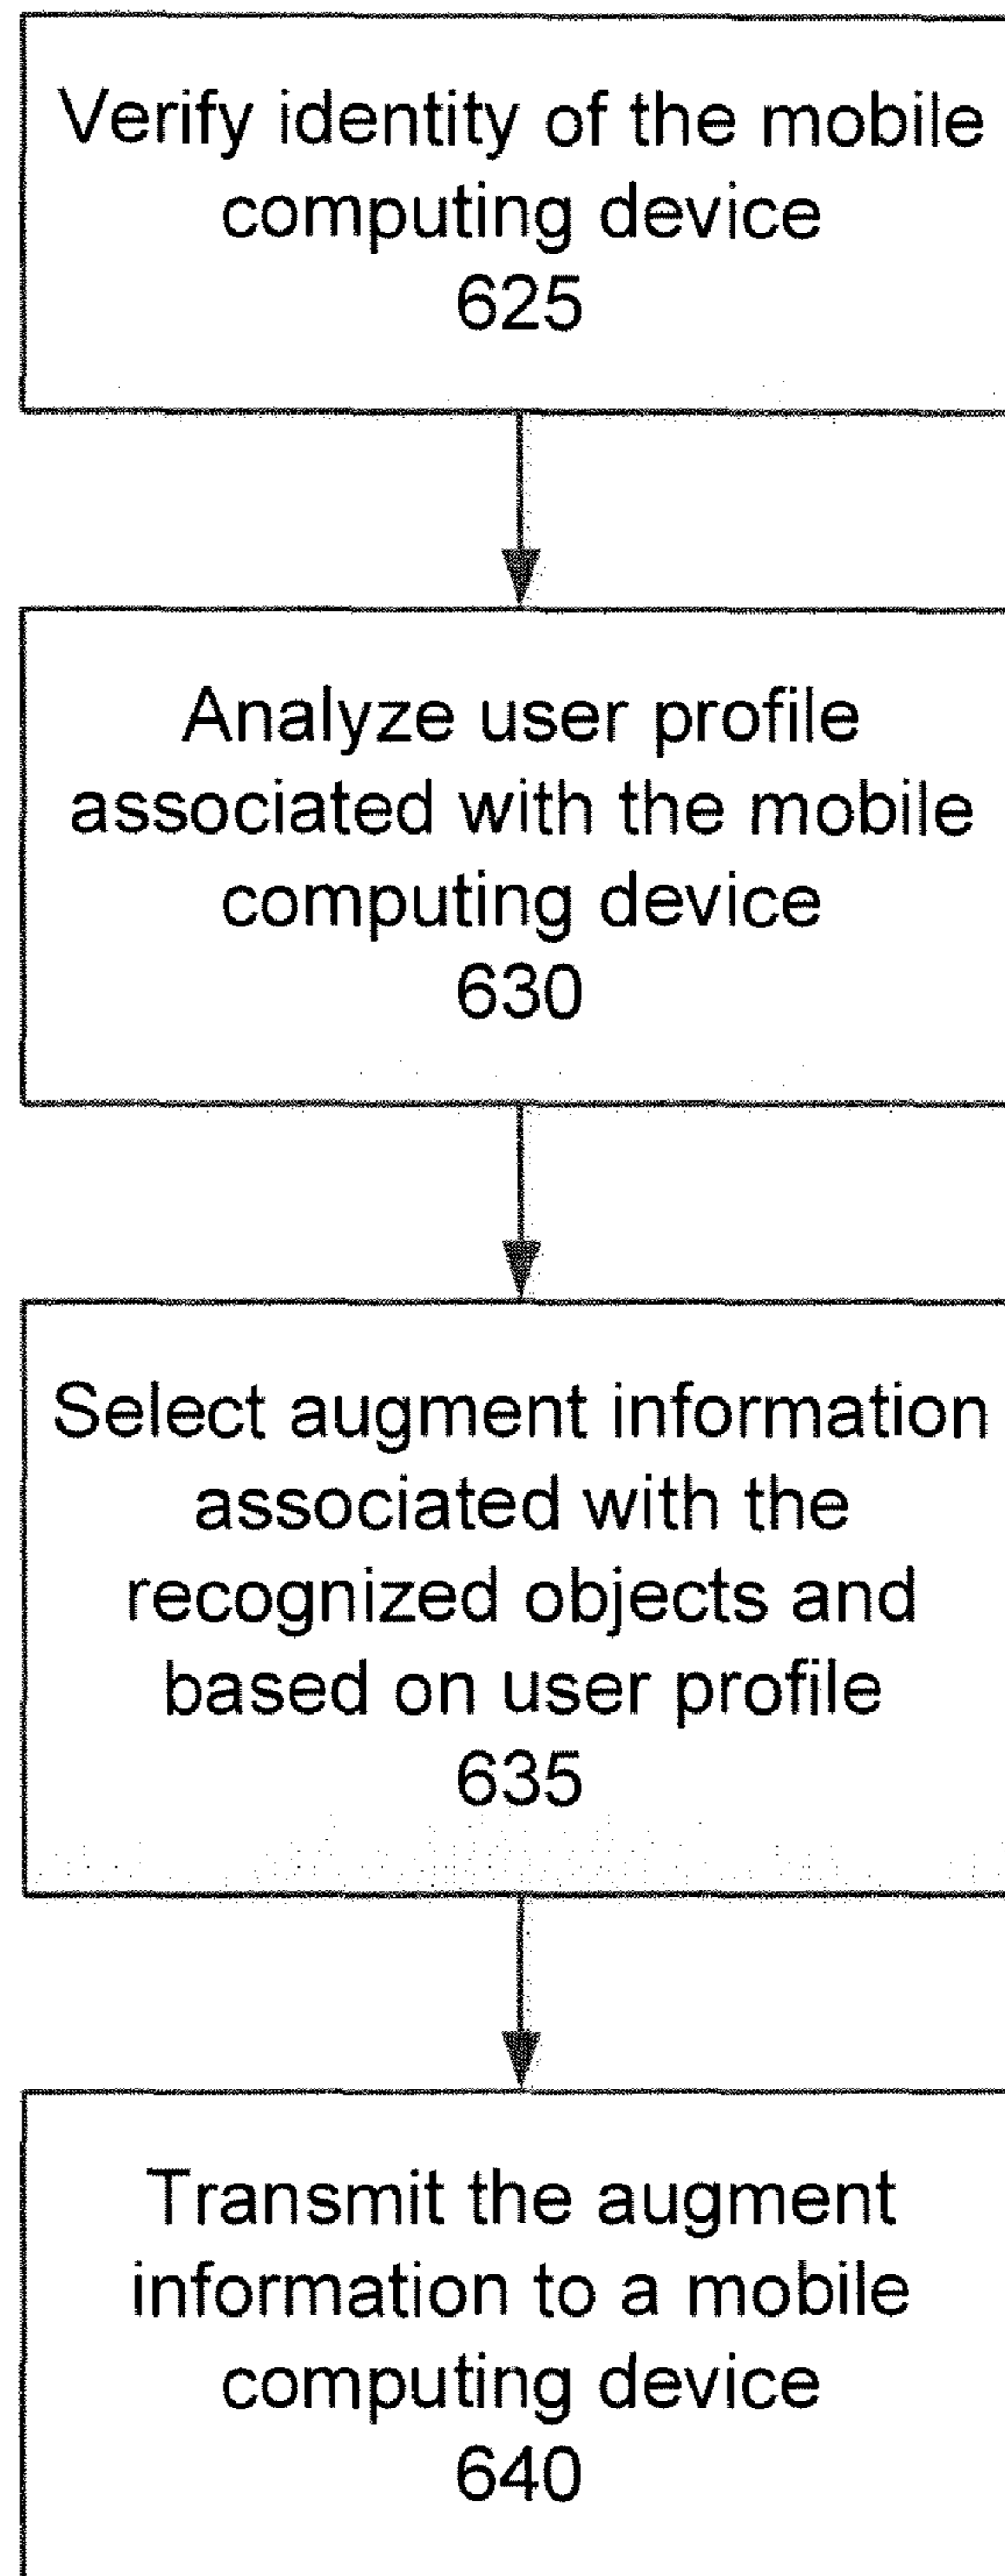 Verify identity of the mobile
computing device
625
Analyze user profile
associated with the mobile
computing device
630
Select augment information
associated with the
recognized objects and
based on user profile
635
Transmit the augment
information to a mobile
computing device
640